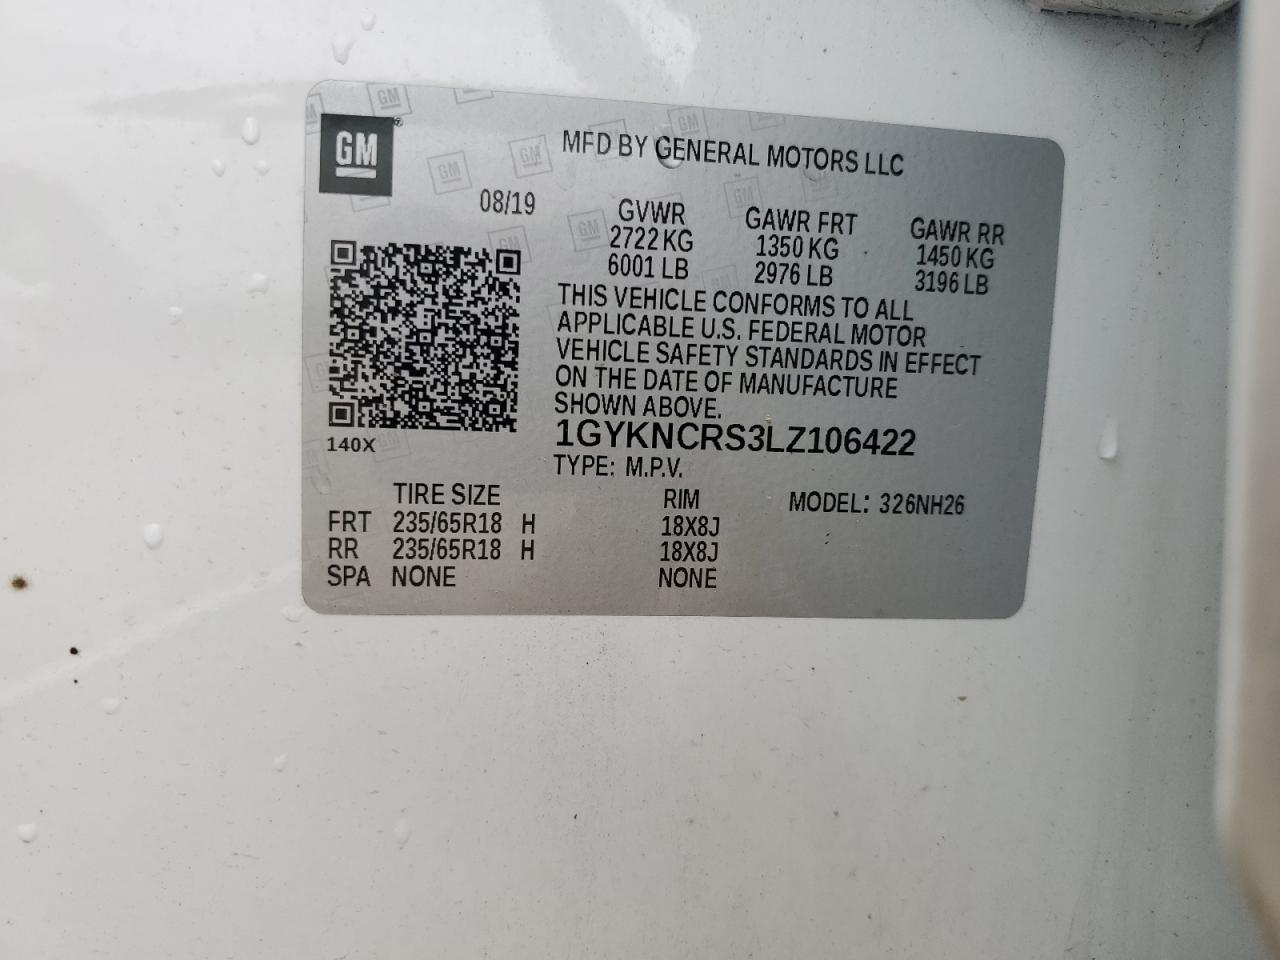 GM®
MFD BY GENERAL MOTORS LLC
08/19
GVWR GAWR FRT GAWR RR
2722 KG 1350 KG 1450 KG
6001 LB 2976 LB 3196 LB
THIS VEHICLE CONFORMS TO ALL
APPLICABLE U.S. FEDERAL MOTOR
VEHICLE SAFETY STANDARDS IN EFFECT
ON THE DATE OF MANUFACTURE
SHOWN ABOVE.
140X
1GYKNCRS3LZ106422
TYPE: M.P.V.
TIRE SIZE RIM MODEL: 326NH26
FRT 235/65R18 H 18X8J
RR 235/65R18 H 18X8J
SPA NONE NONE